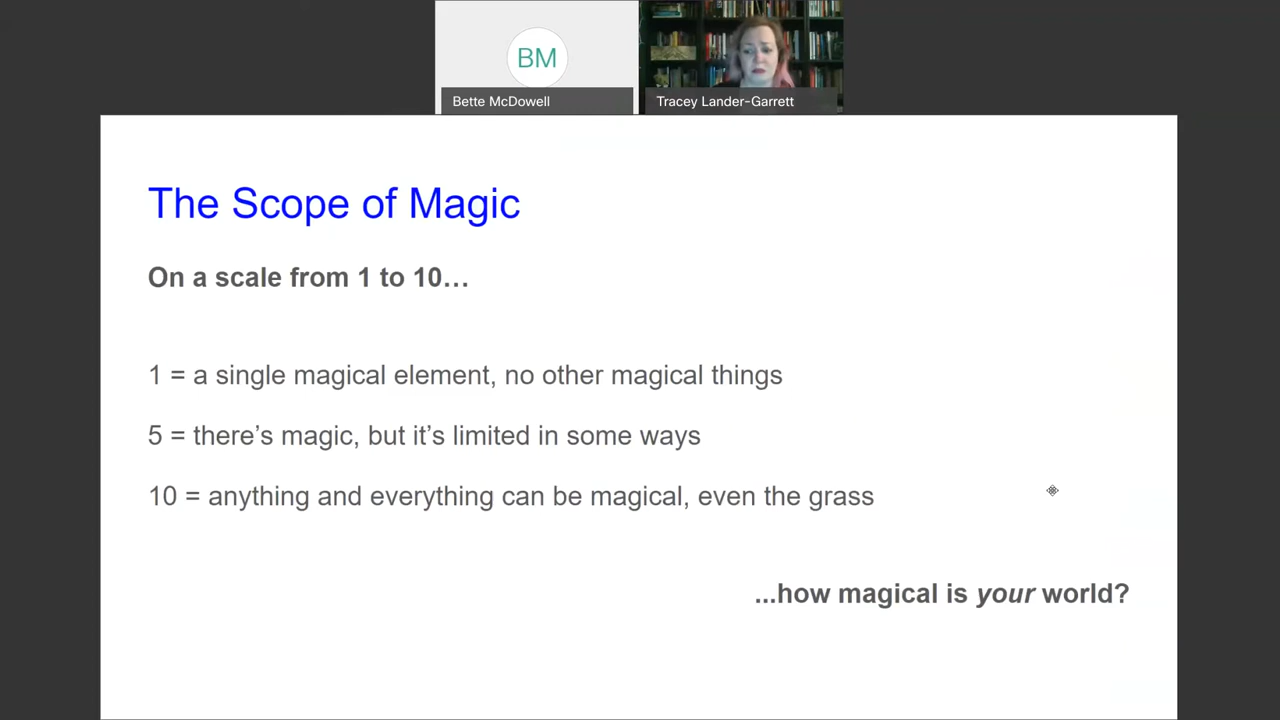 BM
Bette McDowell
Tracey Lander-Garrett
The Scope of Magic
On a scale from 1 to 10…
1 = a single magical element, no other magical things
5 = there’s magic, but it’s limited in some ways
10 = anything and everything can be magical, even the grass
...how magical is your world?